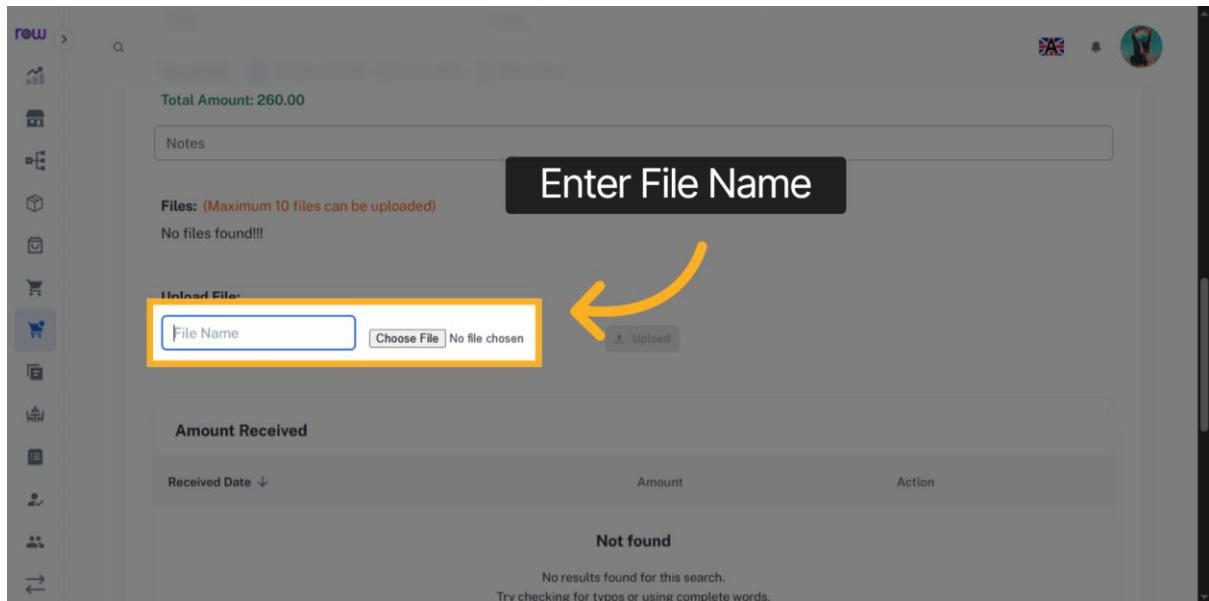 row
A
Total Amount: 260.00
Notes
Enter File Name
Files: (Maximum 10 files can be uploaded)
No files found!!!
Upload File:
File Name
Choose File No file chosen
Upload
Amount Received
Received Date ↓ Amount Action
Not found
No results found for this search.
Try checking for typos or using complete words.